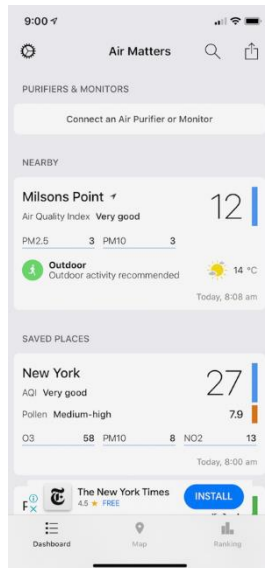 9:00
Air Matters
PURIFIERS & MONITORS
Connect an Air Purifier or Monitor
NEARBY
Milsons Point
12
Air Quality Index Very good
PM2.5 3 PM10 3
Outdoor
Outdoor activity recommended
14 °C
Today, 8:08 am
SAVED PLACES
New York
27
AQI Very good
Pollen Medium-high 7.9
O3 58 PM10 8 NO2 13
Today, 8:00 am
The New York Times
4.5 ★ FREE
INSTALL
Dashboard Map Ranking